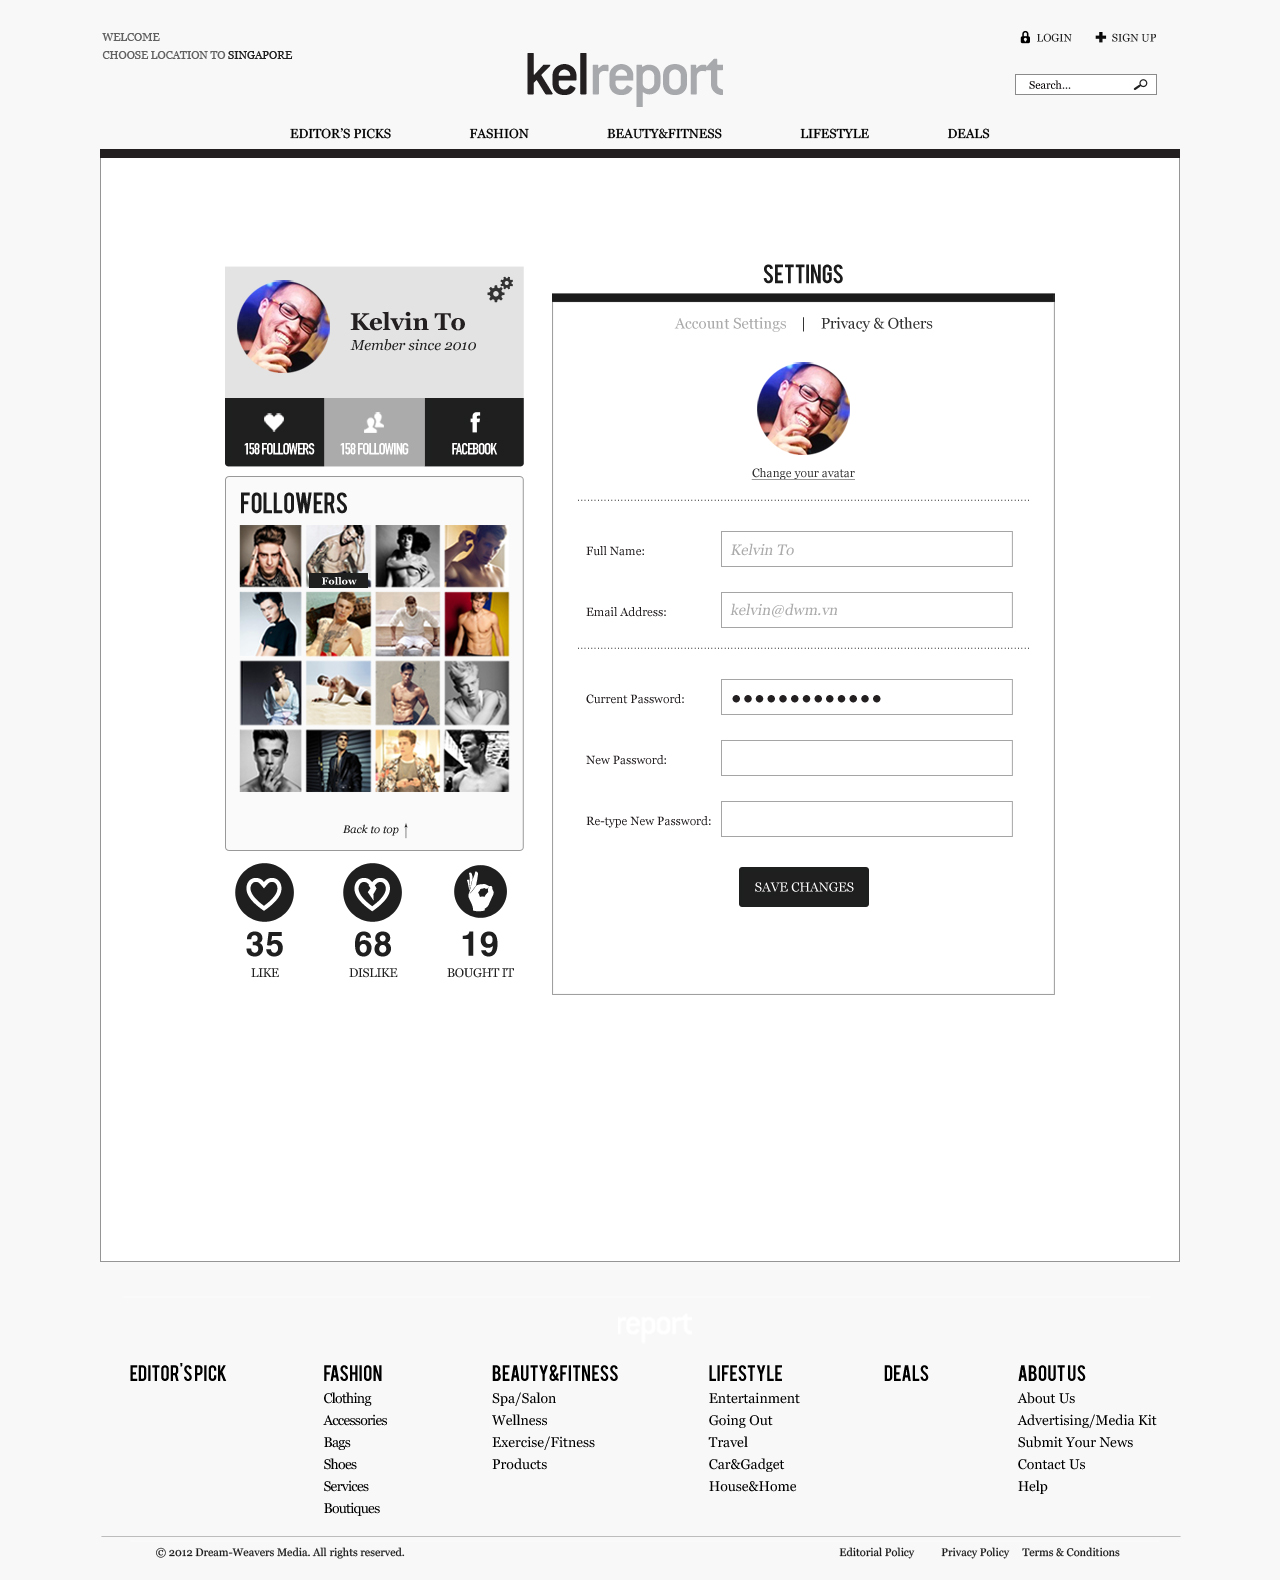 WELCOME
CHOOSE LOCATION TO SINGAPORE
LOGIN
SIGN UP
kelreport
Search...
EDITOR'S PICKS
FASHION
BEAUTY&FITNESS
LIFESTYLE
DEALS
Kelvin To
Member since 2010
158 FOLLOWERS
158 FOLLOWING
FACEBOOK
FOLLOWERS
Follow
Back to top
35
LIKE
68
DISLIKE
19
BOUGHT IT
SETTINGS
Account Settings | Privacy & Others
Change your avatar
Full Name:
Kelvin To
Email Address:
kelvin@dwm.vn
Current Password:
●●●●●●●●●●●●●
New Password:
Re-type New Password:
SAVE CHANGES
report
EDITOR'S PICK
FASHION
Clothing
Accessories
Bags
Shoes
Services
Boutiques
BEAUTY&FITNESS
Spa/Salon
Wellness
Exercise/Fitness
Products
LIFESTYLE
Entertainment
Going Out
Travel
Car&Gadget
House&Home
DEALS
ABOUT US
About Us
Advertising/Media Kit
Submit Your News
Contact Us
Help
© 2012 Dream-Weavers Media. All rights reserved.
Editorial Policy
Privacy Policy
Terms & Conditions